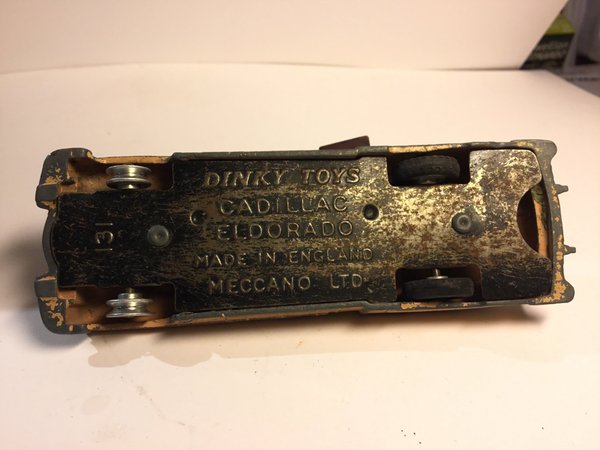 DINKY TOYS
CADILLAC
ELDORADO
MADE IN ENGLAND
MECCANO LTD.
131